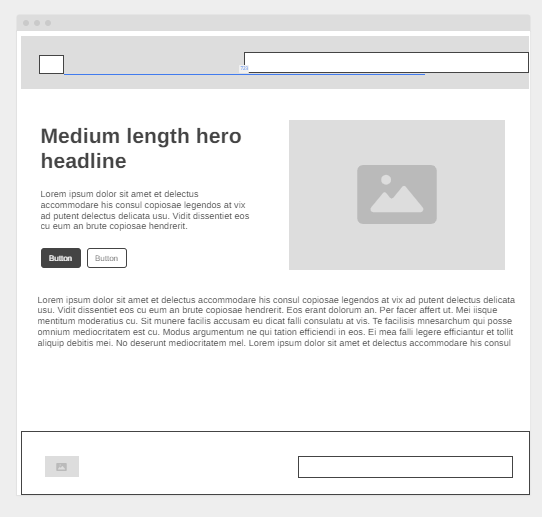 Medium length hero
headline
Lorem ipsum dolor sit amet et delectus
accommodare his consul copiosae legendos at vix
ad putent delectus delicata usu. Vidit dissentiet eos
cu eum an brute copiosae hendrerit.
Button Button
Lorem ipsum dolor sit amet et delectus accommodare his consul copiosae legendos at vix ad putent delectus delicata
usu. Vidit dissentiet eos cu eum an brute copiosae hendrerit. Eos erant dolorum an. Per facer affert ut. Mei iisque
mentitum moderatius cu. Sit munere facilis accusam eu dicat falli consulatu at vis. Te facilisis mnesarchum qui posse
omnium mediocritatem est cu. Modus argumentum ne qui tation efficiendi in eos. Ei mea falli legere efficiantur et tollit
aliquip debitis mei. No deserunt mediocritatem mel. Lorem ipsum dolor sit amet et delectus accommodare his consul